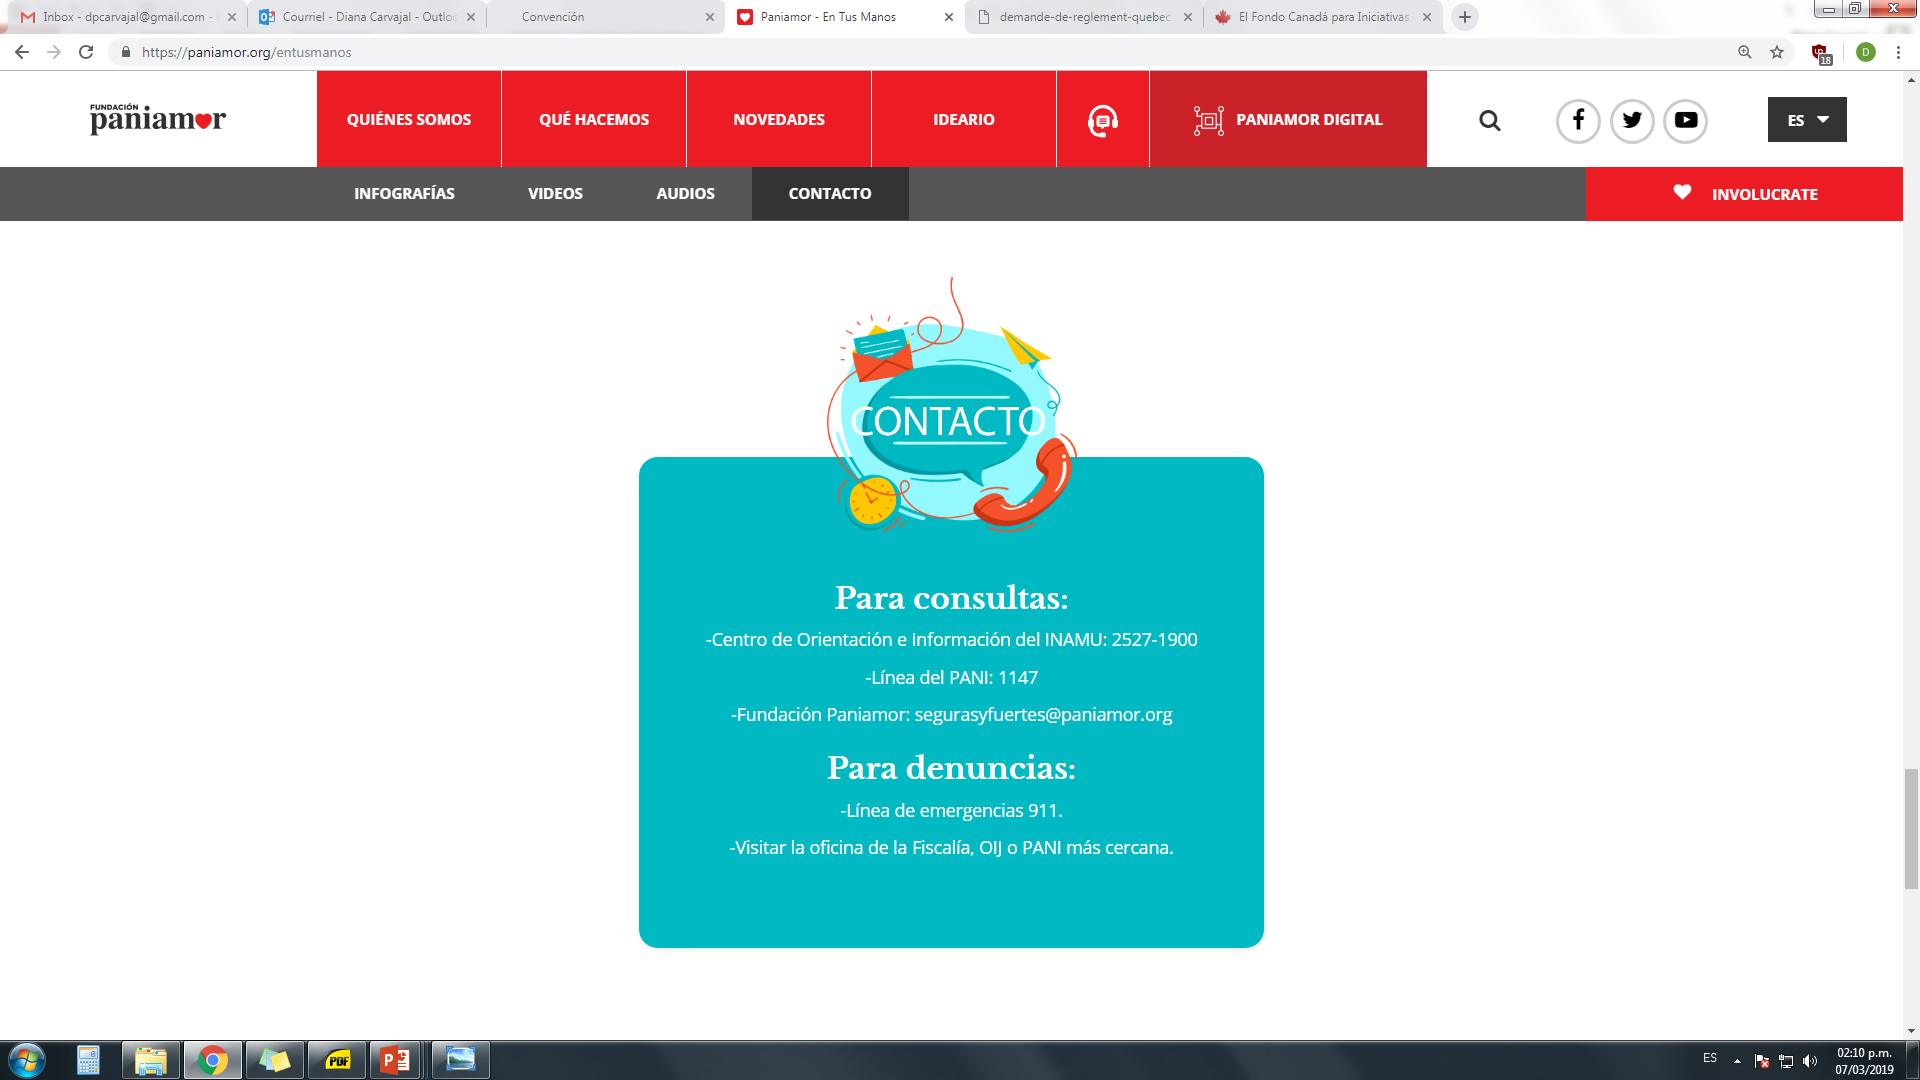 Inbox - dpcarvajal@gmail.com -
Courriel - Diana Carvajal - Outlo
Convención
Paniamor - En Tus Manos
demande-de-reglement-quebec
El Fondo Canadá para Iniciativas
https://paniamor.org/entusmanos
18
D
FUNDACIÓN
paniamor
QUIÉNES SOMOS
QUÉ HACEMOS
NOVEDADES
IDEARIO
PANIAMOR DIGITAL
ES
INFOGRAFÍAS
VIDEOS
AUDIOS
CONTACTO
INVOLUCRATE
CONTACTO
Para consultas:
-Centro de Orientación e Información del INAMU: 2527-1900
-Línea del PANI: 1147
-Fundación Paniamor: segurasyfuertes@paniamor.org
Para denuncias:
-Línea de emergencias 911.
-Visitar la oficina de la Fiscalía, OIJ o PANI más cercana.
PDF
P
ES
02:10 p.m.
07/03/2019